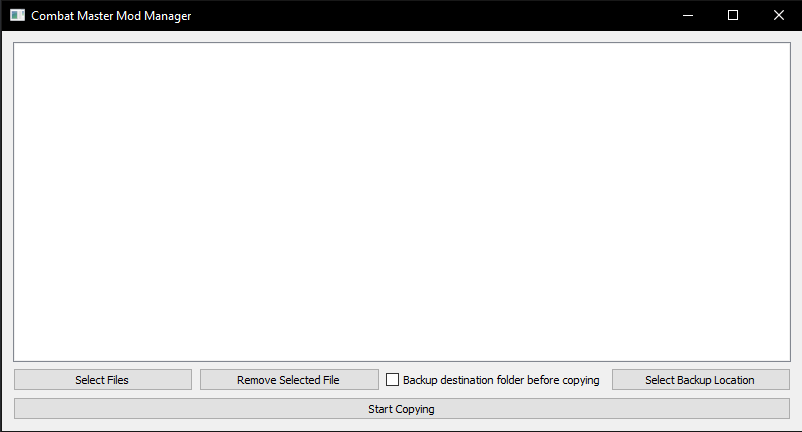 Combat Master Mod Manager
Select Files Remove Selected File Backup destination folder before copying Select Backup Location
Start Copying